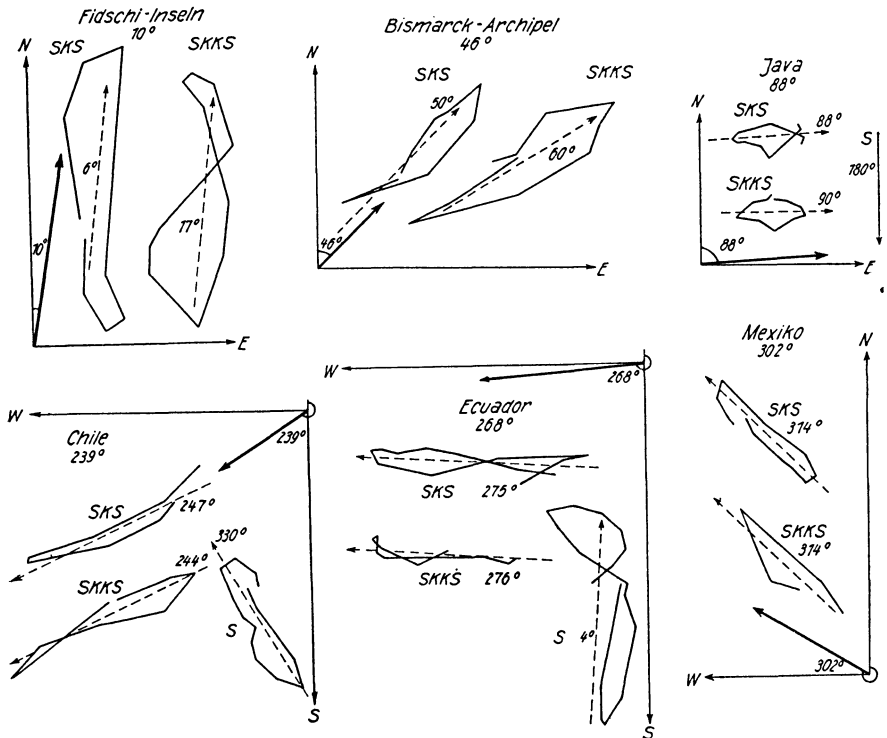 Fidschi-Inseln
10°
N
SKS
SKKS
6°
17°
10°
E
Bismarck-Archipel
46°
N
SKS
50°
SKKS
60°
46°
E
Java
88°
N
SKS
88°
SKKS
90°
88°
E
S
180°
W
Chile
239°
239°
SKS
247°
SKKS
244°
330°
S
S
W
268°
Ecuador
268°
SKS
275°
SKKS
276°
S
4°
S
Mexiko
302°
N
SKS
314°
SKKS
314°
302°
W